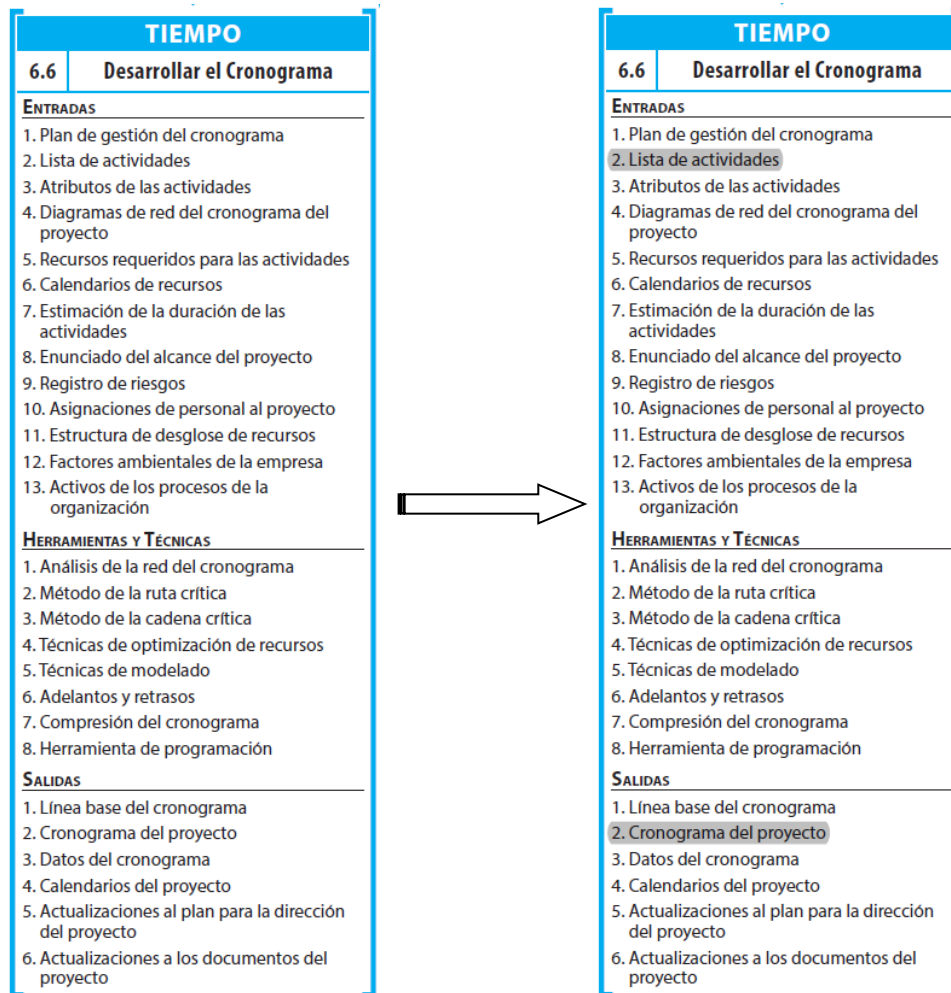 TIEMPO
6.6 Desarrollar el Cronograma
ENTRADAS
1. Plan de gestión del cronograma
2. Lista de actividades
3. Atributos de las actividades
4. Diagramas de red del cronograma del
proyecto
5. Recursos requeridos para las actividades
6. Calendarios de recursos
7. Estimación de la duración de las
actividades
8. Enunciado del alcance del proyecto
9. Registro de riesgos
10. Asignaciones de personal al proyecto
11. Estructura de desglose de recursos
12. Factores ambientales de la empresa
13. Activos de los procesos de la
organización
HERRAMIENTAS Y TÉCNICAS
1. Análisis de la red del cronograma
2. Método de la ruta crítica
3. Método de la cadena crítica
4. Técnicas de optimización de recursos
5. Técnicas de modelado
6. Adelantos y retrasos
7. Compresión del cronograma
8. Herramienta de programación
SALIDAS
1. Línea base del cronograma
2. Cronograma del proyecto
3. Datos del cronograma
4. Calendarios del proyecto
5. Actualizaciones al plan para la dirección
del proyecto
6. Actualizaciones a los documentos del
proyecto
TIEMPO
6.6 Desarrollar el Cronograma
ENTRADAS
1. Plan de gestión del cronograma
2. Lista de actividades
3. Atributos de las actividades
4. Diagramas de red del cronograma del
proyecto
5. Recursos requeridos para las actividades
6. Calendarios de recursos
7. Estimación de la duración de las
actividades
8. Enunciado del alcance del proyecto
9. Registro de riesgos
10. Asignaciones de personal al proyecto
11. Estructura de desglose de recursos
12. Factores ambientales de la empresa
13. Activos de los procesos de la
organización
HERRAMIENTAS Y TÉCNICAS
1. Análisis de la red del cronograma
2. Método de la ruta crítica
3. Método de la cadena crítica
4. Técnicas de optimización de recursos
5. Técnicas de modelado
6. Adelantos y retrasos
7. Compresión del cronograma
8. Herramienta de programación
SALIDAS
1. Línea base del cronograma
2. Cronograma del proyecto
3. Datos del cronograma
4. Calendarios del proyecto
5. Actualizaciones al plan para la dirección
del proyecto
6. Actualizaciones a los documentos del
proyecto